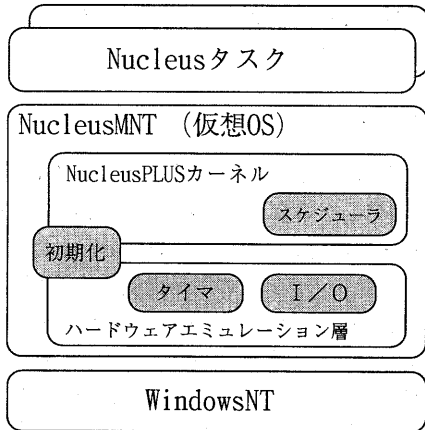 Nucleusタスク
NucleusMNT （仮想OS）
NucleusPLUSカーネル
スケジューラ
初期化
タイマ
Ｉ／Ｏ
ハードウェアエミュレーション層
WindowsNT